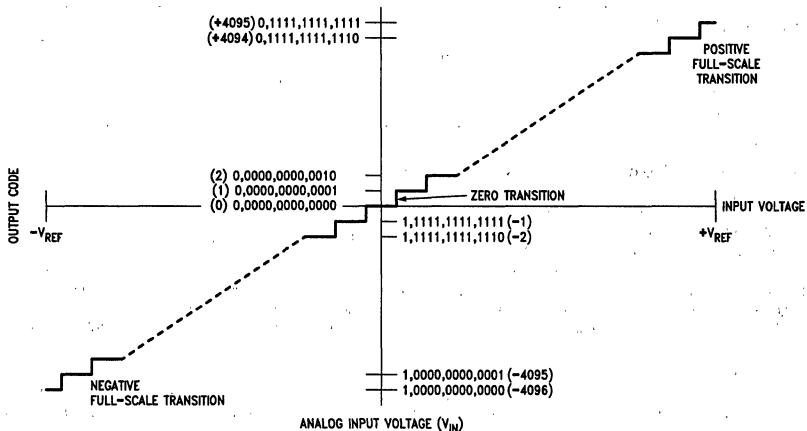 (+4095) 0,1111,1111,1111
(+4094) 0,1111,1111,1110
POSITIVE
FULL-SCALE
TRANSITION
OUTPUT CODE
(2) 0,0000,0000,0010
(1) 0,0000,0000,0001
(0) 0,0000,0000,0000
ZERO TRANSITION
INPUT VOLTAGE
-VREF
+VREF
1,1111,1111,1111 (-1)
1,1111,1111,1110 (-2)
NEGATIVE
FULL-SCALE TRANSITION
1,0000,0000,0001 (-4095)
1,0000,0000,0000 (-4096)
ANALOG INPUT VOLTAGE (VIN)